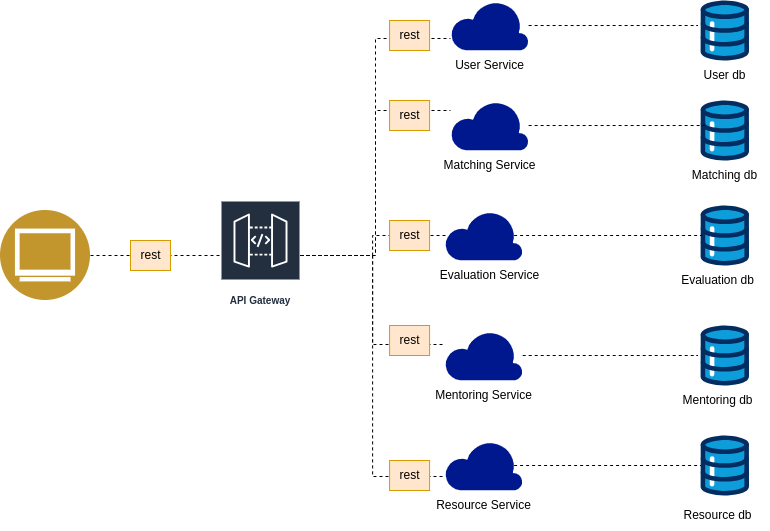 rest
User Service
User db
rest
Matching Service
Matching db
rest
API Gateway
rest
Evaluation Service
Evaluation db
rest
Mentoring Service
Mentoring db
rest
Resource Service
Resource db